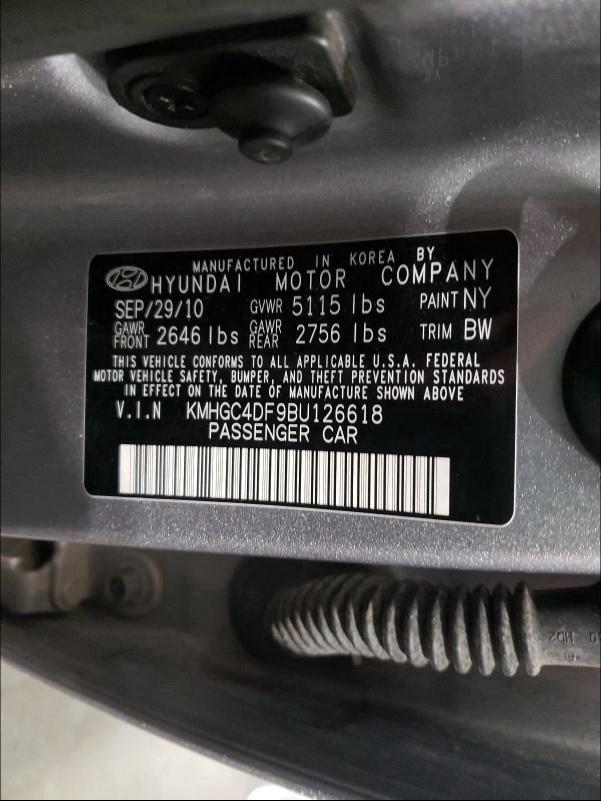 MANUFACTURED IN KOREA BY
HYUNDAI MOTOR COMPANY
SEP/29/10 GVWR 5115 lbs PAINT NY
GAWR FRONT 2646 lbs GAWR REAR 2756 lbs TRIM BW
THIS VEHICLE CONFORMS TO ALL APPLICABLE U.S.A. FEDERAL
MOTOR VEHICLE SAFETY, BUMPER, AND THEFT PREVENTION STANDARDS
IN EFFECT ON THE DATE OF MANUFACTURE SHOWN ABOVE
V.I.N KMHGC4DF9BU126618
PASSENGER CAR